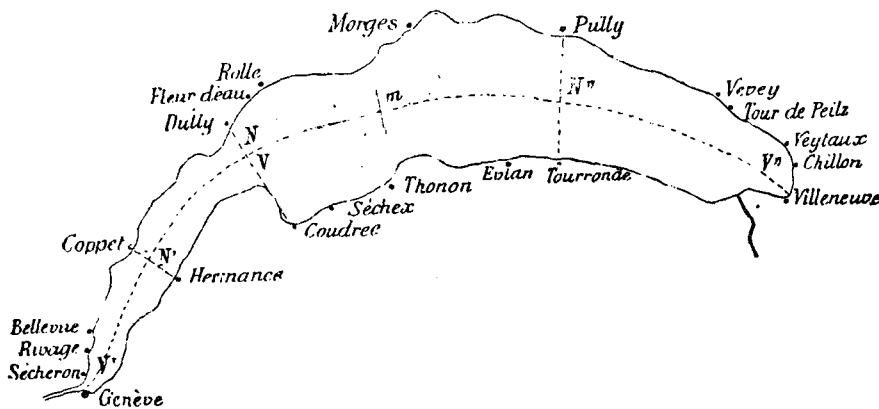 Morges
Pully
Rolle
Fleur d'eau
Dully
N
V
m
N"
Vevey
Tour de Peilz
Veytaux
V"
Chillon
Villeneuve
Evian
Tourronde
Thonon
Séchex
Coudree
Coppet
N'
Hermance
Bellevue
Rivage
Sécheron
V'
Genève